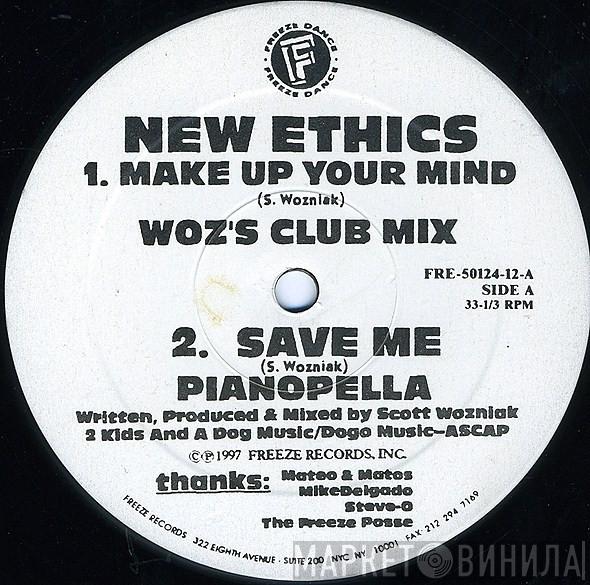 • FREEZE DANCE •
F
FREEZE DANCE
NEW ETHICS
1. MAKE UP YOUR MIND
(S. Wozniak)
WOZ'S CLUB MIX
FRE-50124-12-A
SIDE A
33-1/3 RPM
2. SAVE ME
(S. Wozniak)
PIANOPELLA
Written, Produced & Mixed by Scott Wozniak
2 Kids And A Dog Music/Dogo Music-ASCAP
©℗1997 FREEZE RECORDS, INC.
thanks: Mateo & Matos
MikeDelgado
Steve-O
The Freeze Posse
FREEZE RECORDS 322 EIGHTH AVENUE · SUITE 200 NYC NY 10001 FAX· 212 294 7169
МАРКЕТ ВИНИЛА